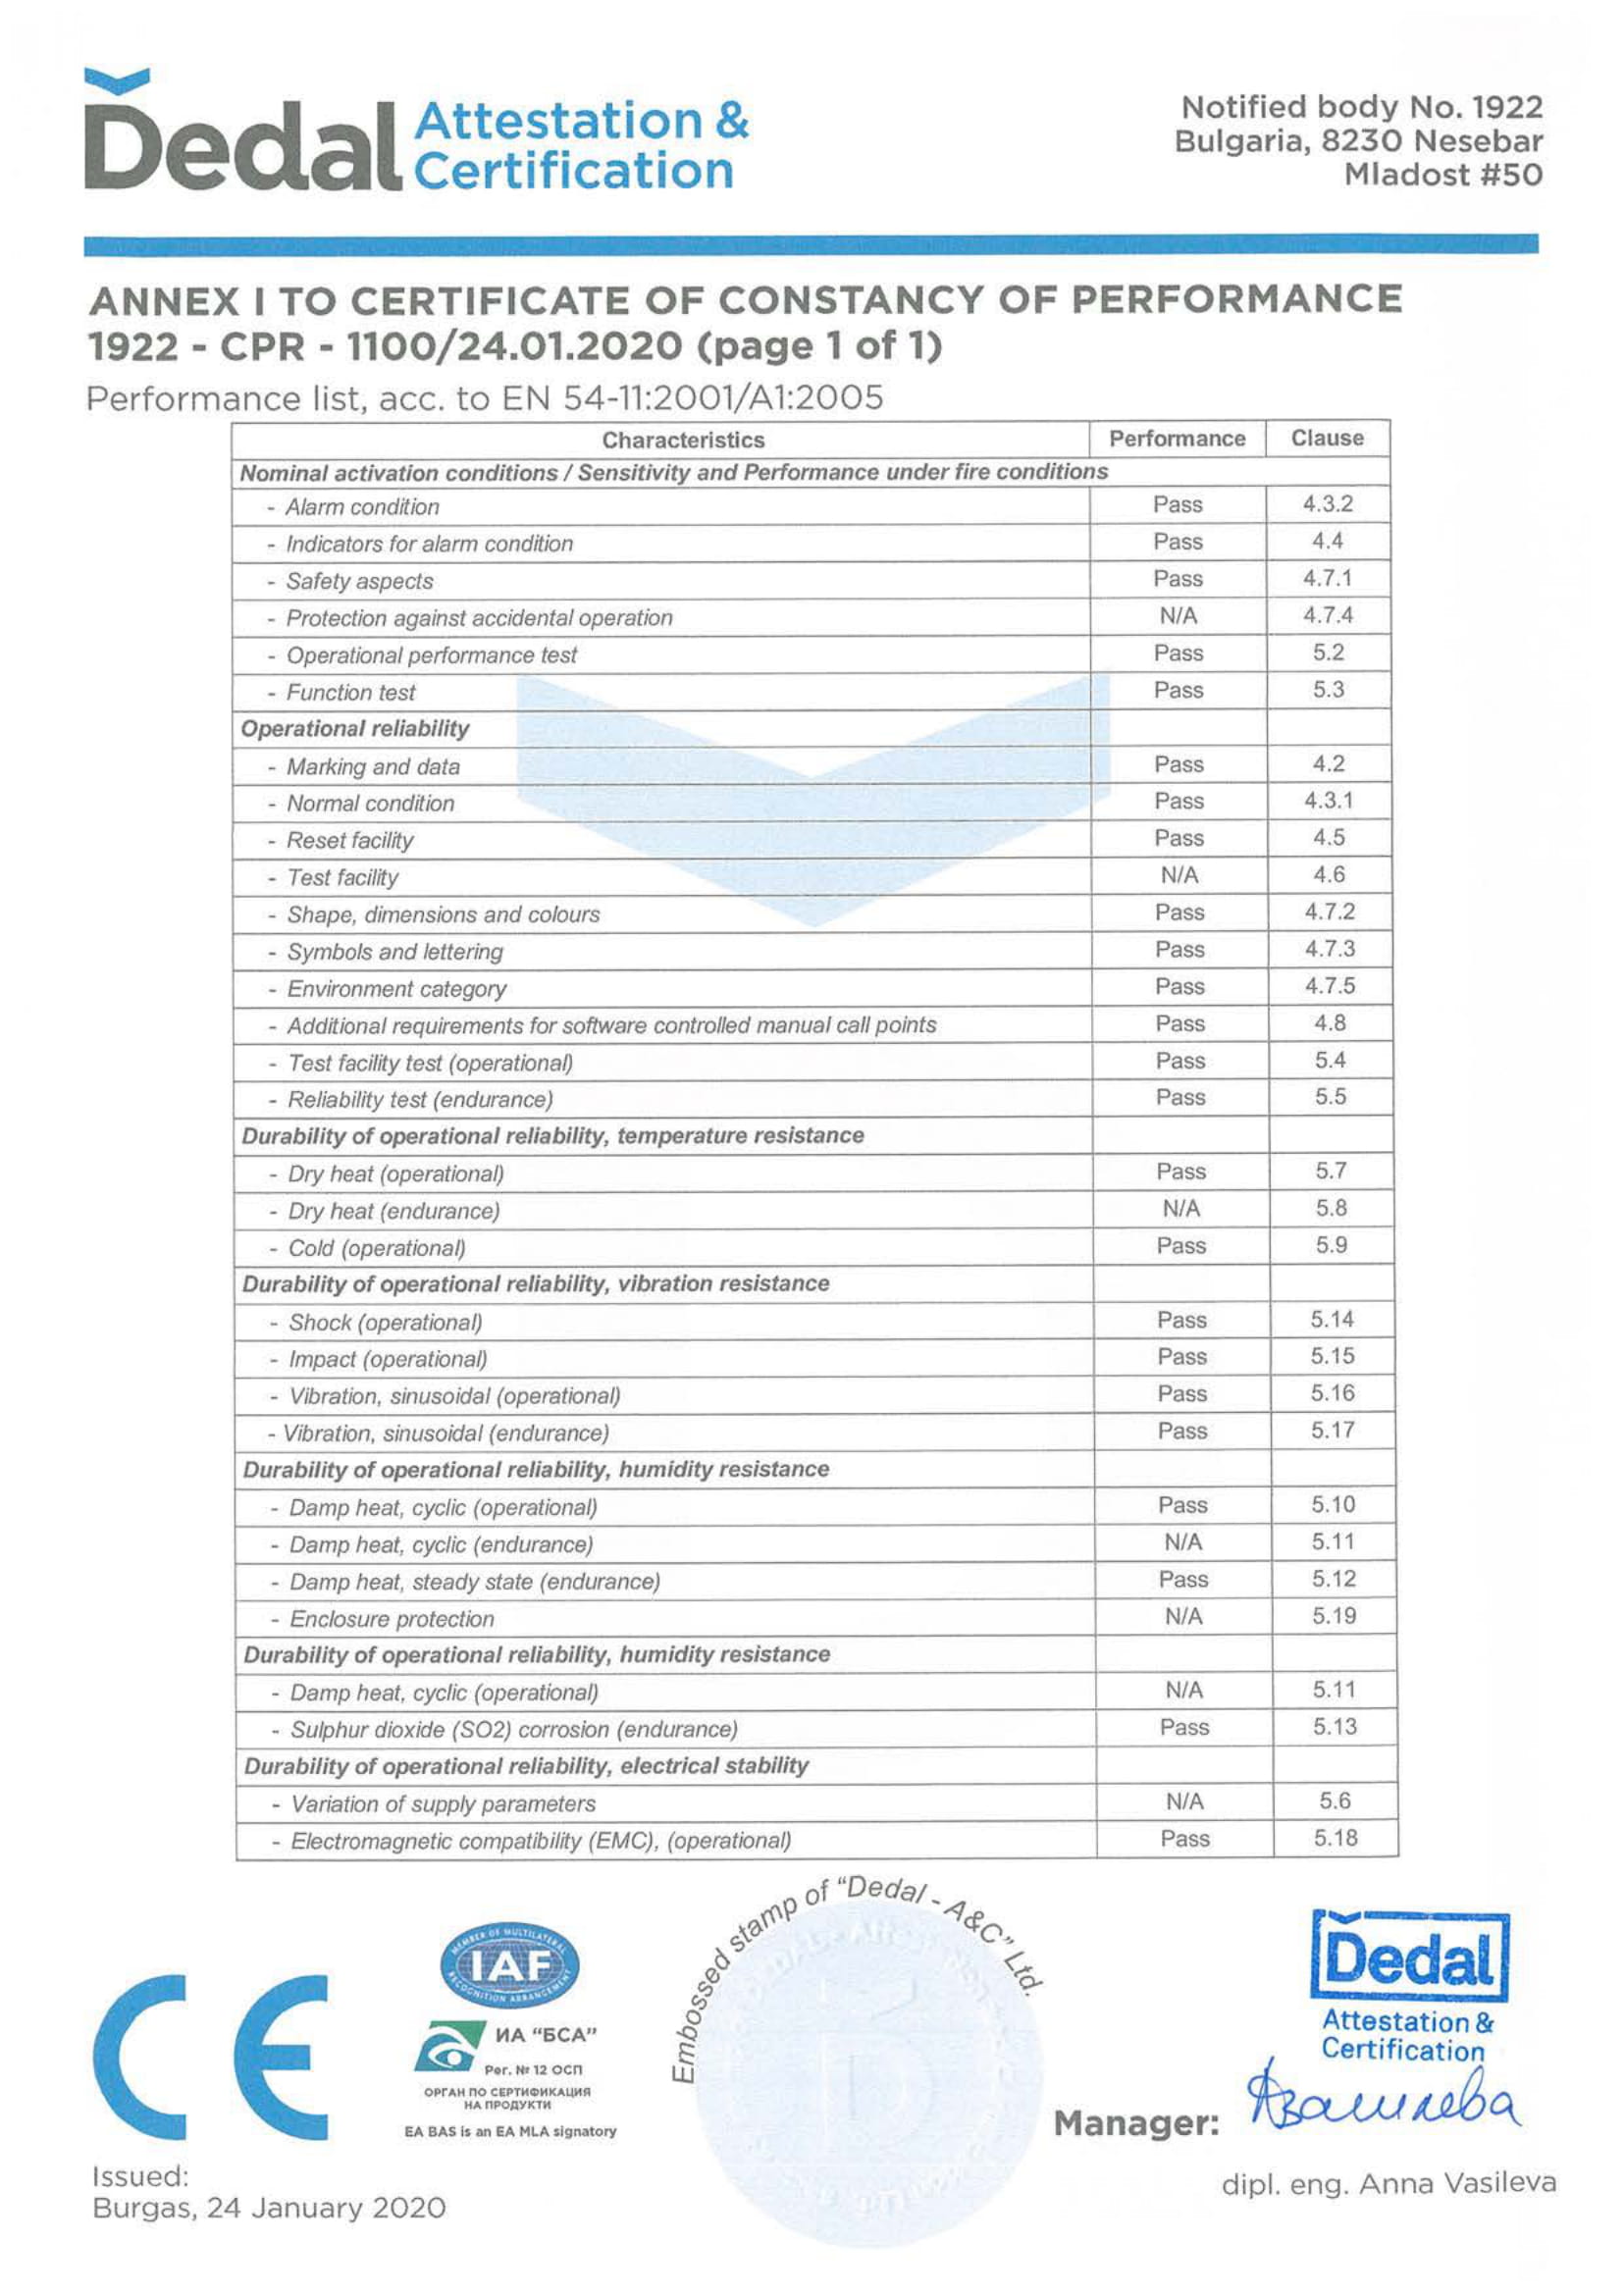 Dedal Attestation &
Certification
Notified body No. 1922
Bulgaria, 8230 Nesebar
Mladost #50
ANNEX I TO CERTIFICATE OF CONSTANCY OF PERFORMANCE
1922 - CPR - 1100/24.01.2020 (page 1 of 1)
Performance list, acc. to EN 54-11:2001/A1:2005
Characteristics Performance Clause
Nominal activation conditions / Sensitivity and Performance under fire conditions
- Alarm condition Pass 4.3.2
- Indicators for alarm condition Pass 4.4
- Safety aspects Pass 4.7.1
- Protection against accidental operation N/A 4.7.4
- Operational performance test Pass 5.2
- Function test Pass 5.3
Operational reliability
- Marking and data Pass 4.2
- Normal condition Pass 4.3.1
- Reset facility Pass 4.5
- Test facility N/A 4.6
- Shape, dimensions and colours Pass 4.7.2
- Symbols and lettering Pass 4.7.3
- Environment category Pass 4.7.5
- Additional requirements for software controlled manual call points Pass 4.8
- Test facility test (operational) Pass 5.4
- Reliability test (endurance) Pass 5.5
Durability of operational reliability, temperature resistance
- Dry heat (operational) Pass 5.7
- Dry heat (endurance) N/A 5.8
- Cold (operational) Pass 5.9
Durability of operational reliability, vibration resistance
- Shock (operational) Pass 5.14
- Impact (operational) Pass 5.15
- Vibration, sinusoidal (operational) Pass 5.16
- Vibration, sinusoidal (endurance) Pass 5.17
Durability of operational reliability, humidity resistance
- Damp heat, cyclic (operational) Pass 5.10
- Damp heat, cyclic (endurance) N/A 5.11
- Damp heat, steady state (endurance) Pass 5.12
- Enclosure protection N/A 5.19
Durability of operational reliability, humidity resistance
- Damp heat, cyclic (operational) N/A 5.11
- Sulphur dioxide (SO2) corrosion (endurance) Pass 5.13
Durability of operational reliability, electrical stability
- Variation of supply parameters N/A 5.6
- Electromagnetic compatibility (EMC), (operational) Pass 5.18
CE
MEMBER OF MULTILATERAL
IAF
RECOGNITION ARRANGEMENT
ИА "БСА"
Рег. № 12 ОСП
ОРГАН ПО СЕРТИФИКАЦИЯ
НА ПРОДУКТИ
EA BAS is an EA MLA signatory
Embossed stamp of "Dedal - A&C" Ltd.
Dedal
Attestation &
Certification
Manager:
dipl. eng. Anna Vasileva
Issued:
Burgas, 24 January 2020